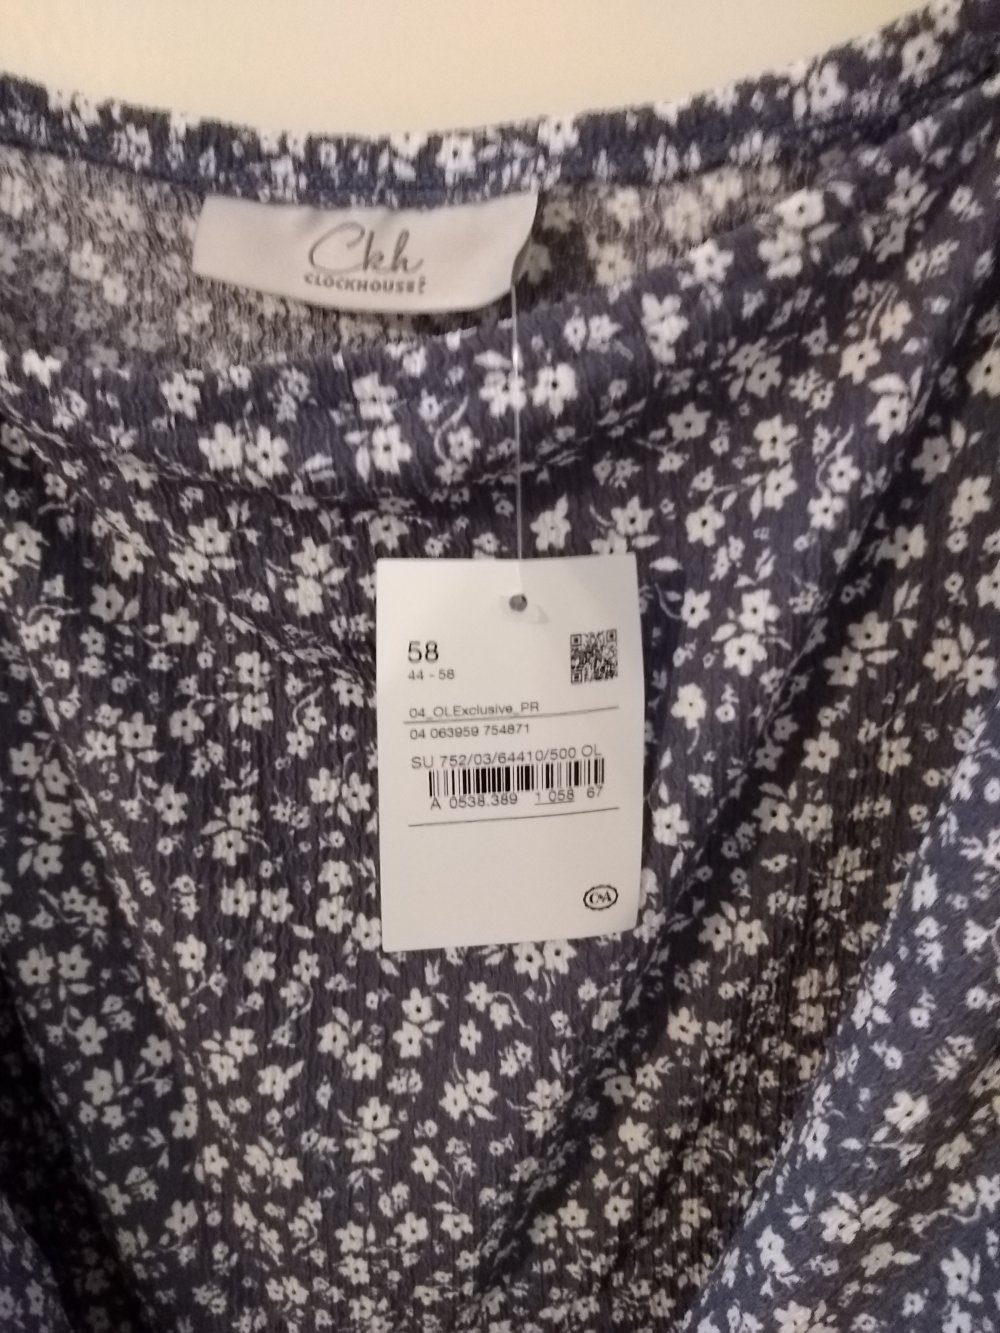 Ckh
CLOCKHOUSE
58
44 - 58
04_OLExclusive_PR
04 063959 754871
SU 752/03/64410/500 OL
A 0538.389 1 058 67
C&A